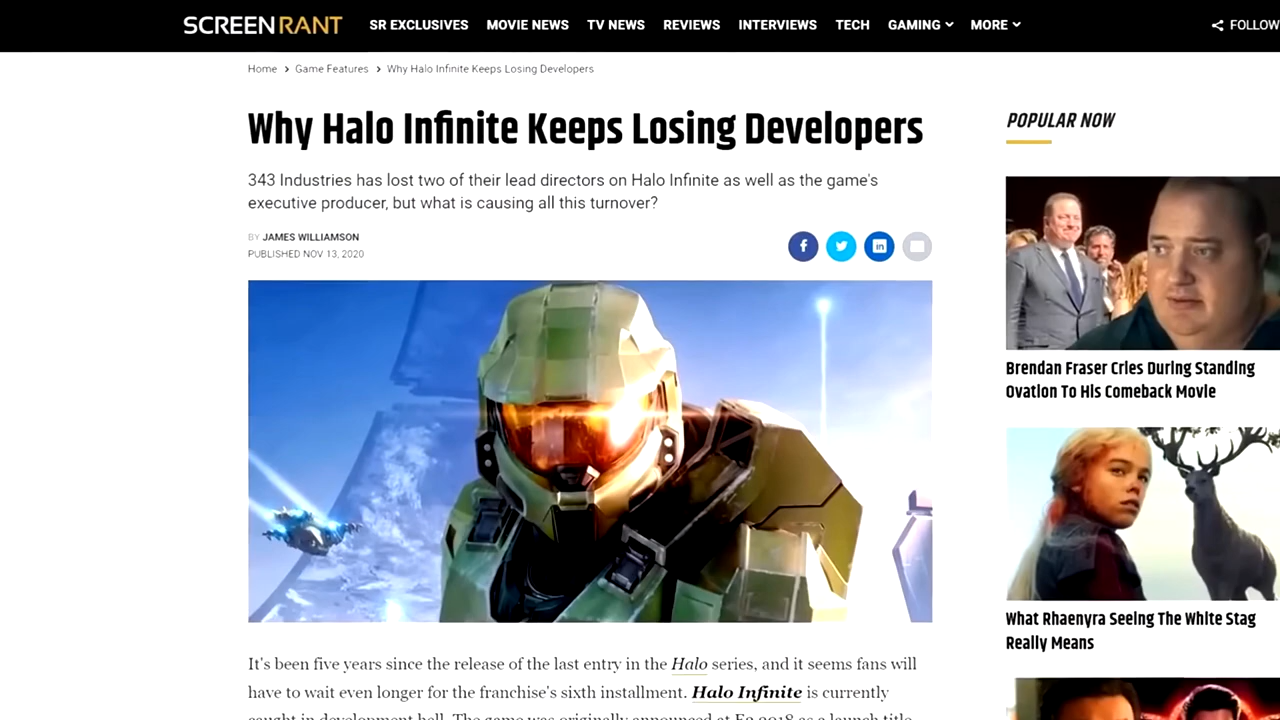 SCREENRANT SR EXCLUSIVES MOVIE NEWS TV NEWS REVIEWS INTERVIEWS TECH GAMING MORE FOLLOW
Home > Game Features > Why Halo Infinite Keeps Losing Developers
Why Halo Infinite Keeps Losing Developers
343 Industries has lost two of their lead directors on Halo Infinite as well as the game's
executive producer, but what is causing all this turnover?
BY JAMES WILLIAMSON
PUBLISHED NOV 13, 2020
It's been five years since the release of the last entry in the Halo series, and it seems fans will
have to wait even longer for the franchise's sixth installment. Halo Infinite is currently
caught in development hell. The game was originally announced at E3 2018 as a launch title
POPULAR NOW
Brendan Fraser Cries During Standing
Ovation To His Comeback Movie
What Rhaenyra Seeing The White Stag
Really Means